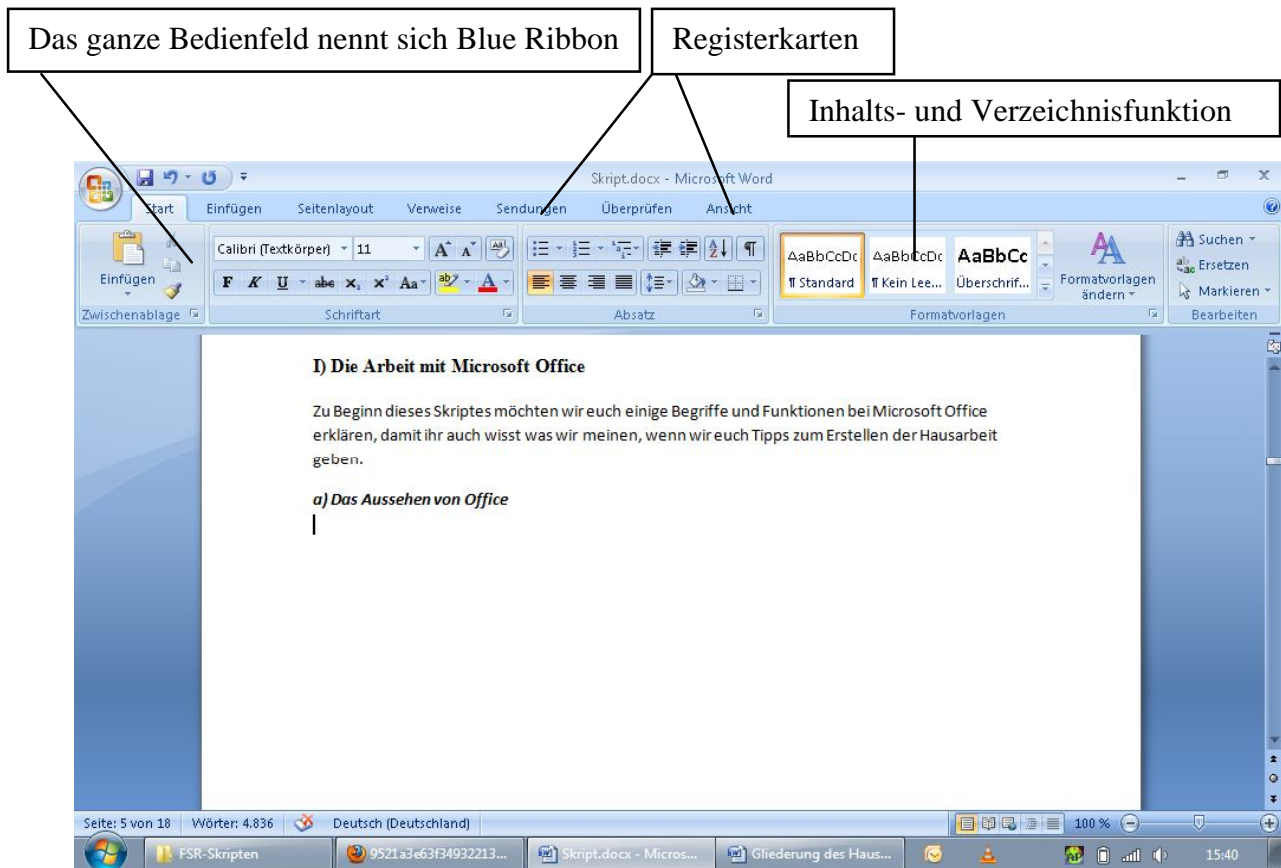 Das ganze Bedienfeld nennt sich Blue Ribbon
Registerkarten
Inhalts- und Verzeichnisfunktion
Skript.docx - Microsoft Word
Start Einfügen Seitenlayout Verweise Sendungen Überprüfen Ansicht
Einfügen
Zwischenablage
Calibri (Textkörper) 11
F K U abc x₂ x² Aa ab A
Schriftart
Absatz
AaBbCcDc AaBbCcDc AaBbCc
¶ Standard ¶ Kein Lee... Überschrif...
Formatvorlagen ändern
Formatvorlagen
Suchen
Ersetzen
Markieren
Bearbeiten
I) Die Arbeit mit Microsoft Office
Zu Beginn dieses Skriptes möchten wir euch einige Begriffe und Funktionen bei Microsoft Office
erklären, damit ihr auch wisst was wir meinen, wenn wir euch Tipps zum Erstellen der Hausarbeit
geben.
a) Das Aussehen von Office
Seite: 5 von 18 Wörter: 4.836 Deutsch (Deutschland) 100 %
FSR-Skripten 9521a3e63f34932213... Skript.docx - Micros... Gliederung des Haus... 15:40